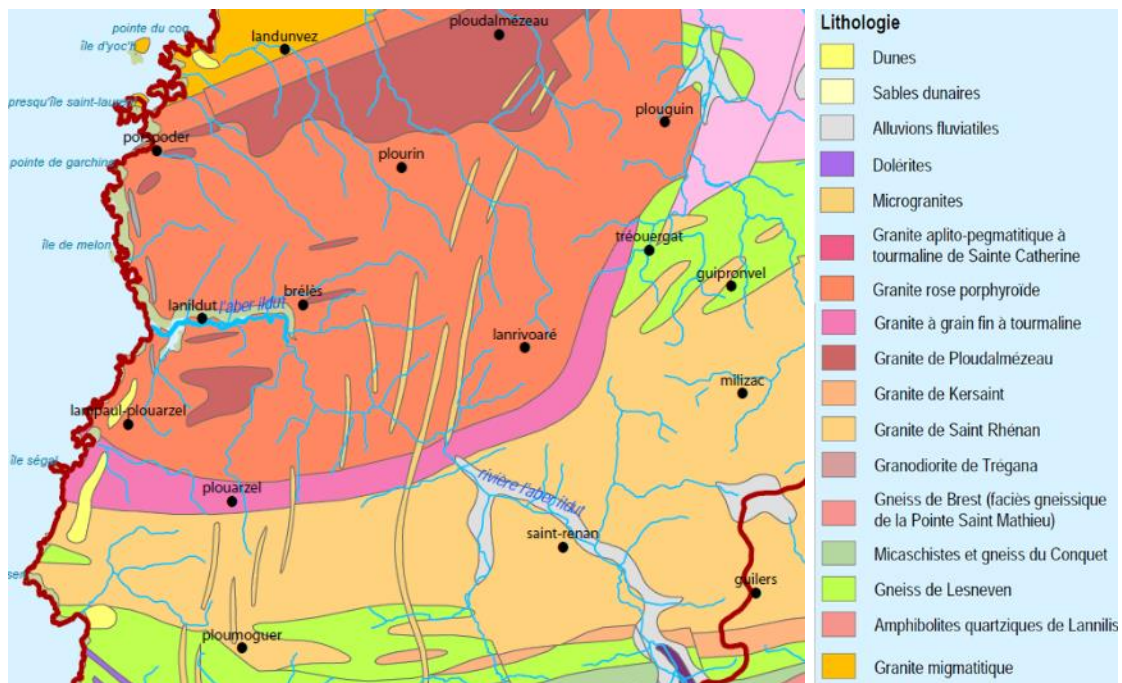 pointe du coq
île d'yoc'h
landunvez
ploudalmézeau
presqu'île saint-laurent
porspoder
pointe de garchine
plourin
plouguin
île de melon
tréouergat
guipronvel
lanildut
l'aber ildut
brélès
lanrivoaré
milizac
lampaul-plouarzel
île ségal
plouarzel
rivière l'aber ildut
saint-renan
guilers
ploumoguer
Lithologie
Dunes
Sables dunaires
Alluvions fluviatiles
Dolérites
Microgranites
Granite aplito-pegmatitique à
tourmaline de Sainte Catherine
Granite rose porphyroïde
Granite à grain fin à tourmaline
Granite de Ploudalmézeau
Granite de Kersaint
Granite de Saint Rhénan
Granodiorite de Trégana
Gneiss de Brest (faciès gneissique
de la Pointe Saint Mathieu)
Micaschistes et gneiss du Conquet
Gneiss de Lesneven
Amphibolites quartziques de Lannilis
Granite migmatitique